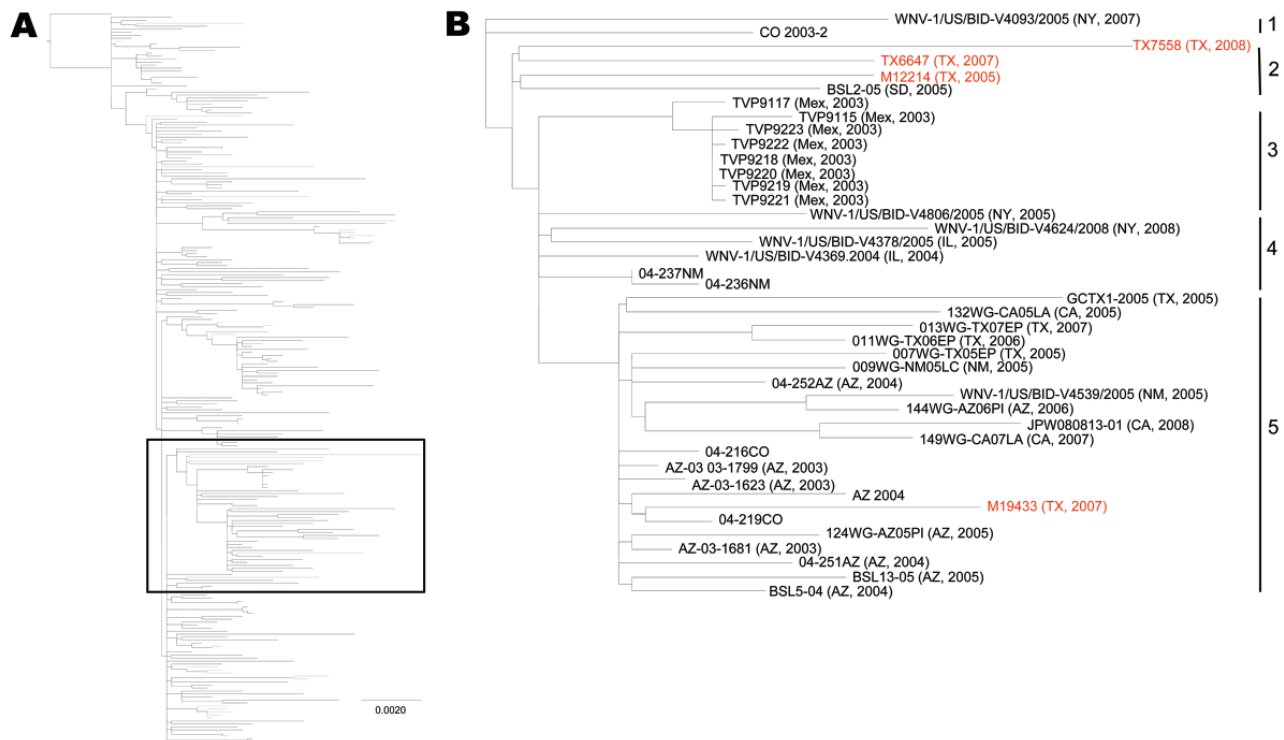 A
B
WNV-1/US/BID-V4093/2005 (NY, 2007)
CO 2003-2
1
TX7558 (TX, 2008)
TX6647 (TX, 2007)
M12214 (TX, 2005)
BSL2-05 (SD, 2005)
2
TVP9117 (Mex, 2003)
TVP9115 (Mex, 2003)
TVP9223 (Mex, 2003)
TVP9222 (Mex, 2003)
TVP9218 (Mex, 2003)
TVP9220 (Mex, 2003)
TVP9219 (Mex, 2003)
TVP9221 (Mex, 2003)
3
WNV-1/US/BID-V4806/2005 (NY, 2005)
WNV-1/US/BID-V4624/2008 (NY, 2008)
WNV-1/US/BID-V4378/2005 (IL, 2005)
WNV-1/US/BID-V4369.2004 (IL, 2004)
04-237NM
04-236NM
4
GCTX1-2005 (TX, 2005)
132WG-CA05LA (CA, 2005)
013WG-TX07EP (TX, 2007)
011WG-TX06EP (TX, 2006)
007WG-TX05EP (TX, 2005)
009WG-NM05LC (NM, 2005)
04-252AZ (AZ, 2004)
WNV-1/US/BID-V4539/2005 (NM, 2005)
144WG-AZ06PI (AZ, 2006)
JPW080813-01 (CA, 2008)
149WG-CA07LA (CA, 2007)
04-216CO
AZ-03 03-1799 (AZ, 2003)
AZ-03-1623 (AZ, 2003)
AZ 2004
M19433 (TX, 2007)
04-219CO
124WG-AZ05PI (AZ, 2005)
AZ-03-1681 (AZ, 2003)
04-251AZ (AZ, 2004)
BSL13-05 (AZ, 2005)
BSL5-04 (AZ, 2004)
5
0.0020